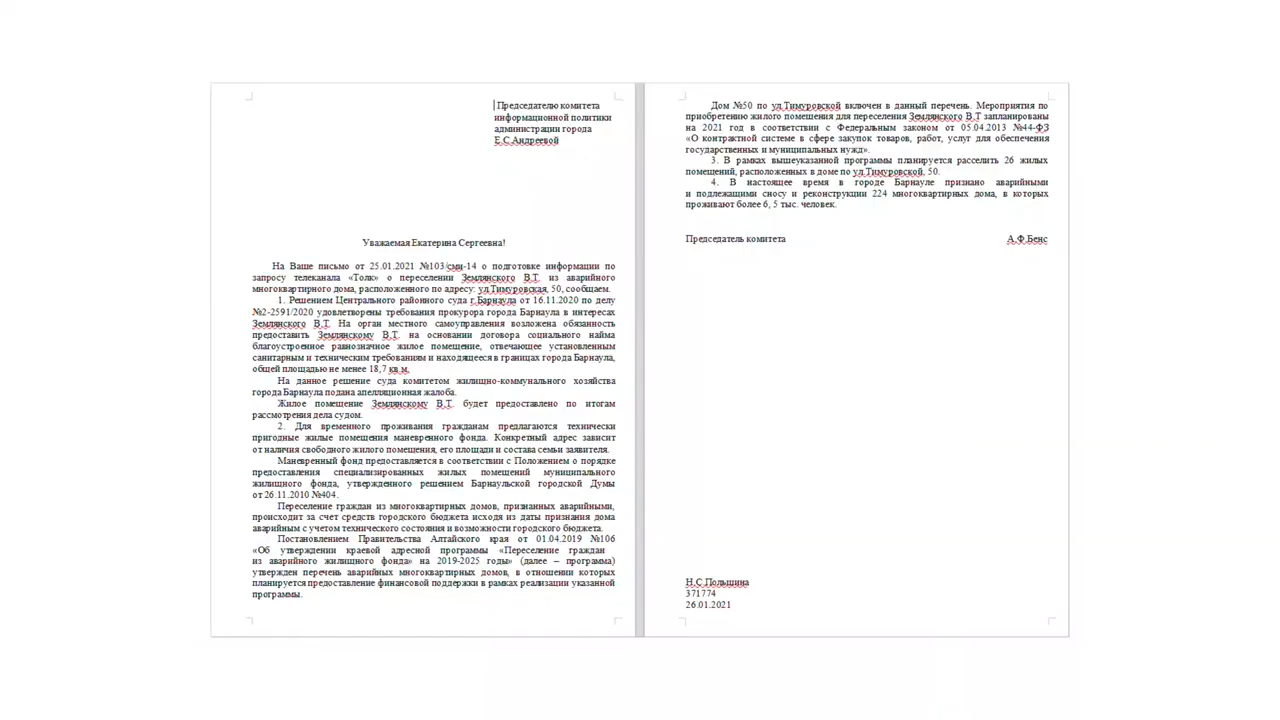 Председателю комитета
информационной политики
администрации города
Е.С.Андреевой
Уважаемая Екатерина Сергеевна!
На Ваше письмо от 25.01.2021 №103/сми-14 о подготовке информации по
запросу телеканала «Толк» о переселении Землянского В.Т. из аварийного
многоквартирного дома, расположенного по адресу: ул.Тимуровская, 50, сообщаем.
1. Решением Центрального районного суда г.Барнаула от 16.11.2020 по делу
№2-2591/2020 удовлетворены требования прокурора города Барнаула в интересах
Землянского В.Т. На орган местного самоуправления возложена обязанность
предоставить Землянскому В.Т. на основании договора социального найма
благоустроенное равнозначное жилое помещение, отвечающее установленным
санитарным и техническим требованиям и находящееся в границах города Барнаула,
общей площадью не менее 18,7 кв.м.
На данное решение суда комитетом жилищно-коммунального хозяйства
города Барнаула подана апелляционная жалоба.
Жилое помещение Землянскому В.Т. будет предоставлено по итогам
рассмотрения дела судом.
2. Для временного проживания гражданам предлагаются технически
пригодные жилые помещения маневренного фонда. Конкретный адрес зависит
от наличия свободного жилого помещения, его площади и состава семьи заявителя.
Маневренный фонд предоставляется в соответствии с Положением о порядке
предоставления специализированных жилых помещений муниципального
жилищного фонда, утвержденного решением Барнаульской городской Думы
от 26.11.2010 №404.
Переселение граждан из многоквартирных домов, признанных аварийными,
происходит за счет средств городского бюджета исходя из даты признания дома
аварийным с учетом технического состояния и возможности городского бюджета.
Постановлением Правительства Алтайского края от 01.04.2019 №106
«Об утверждении краевой адресной программы «Переселение граждан
из аварийного жилищного фонда» на 2019-2025 годы» (далее – программа)
утвержден перечень аварийных многоквартирных домов, в отношении которых
планируется предоставление финансовой поддержки в рамках реализации указанной
программы.
Дом №50 по ул.Тимуровской включен в данный перечень. Мероприятия по
приобретению жилого помещения для переселения Землянского В.Т запланированы
на 2021 год в соответствии с Федеральным законом от 05.04.2013 №44-ФЗ
«О контрактной системе в сфере закупок товаров, работ, услуг для обеспечения
государственных и муниципальных нужд».
3. В рамках вышеуказанной программы планируется расселить 26 жилых
помещений, расположенных в доме по ул.Тимуровской, 50.
4. В настоящее время в городе Барнауле признано аварийными
и подлежащими сносу и реконструкции 224 многоквартирных дома, в которых
проживают более 6, 5 тыс. человек.
Председатель комитета А.Ф.Бенс
Н.С.Польшина
371774
26.01.2021